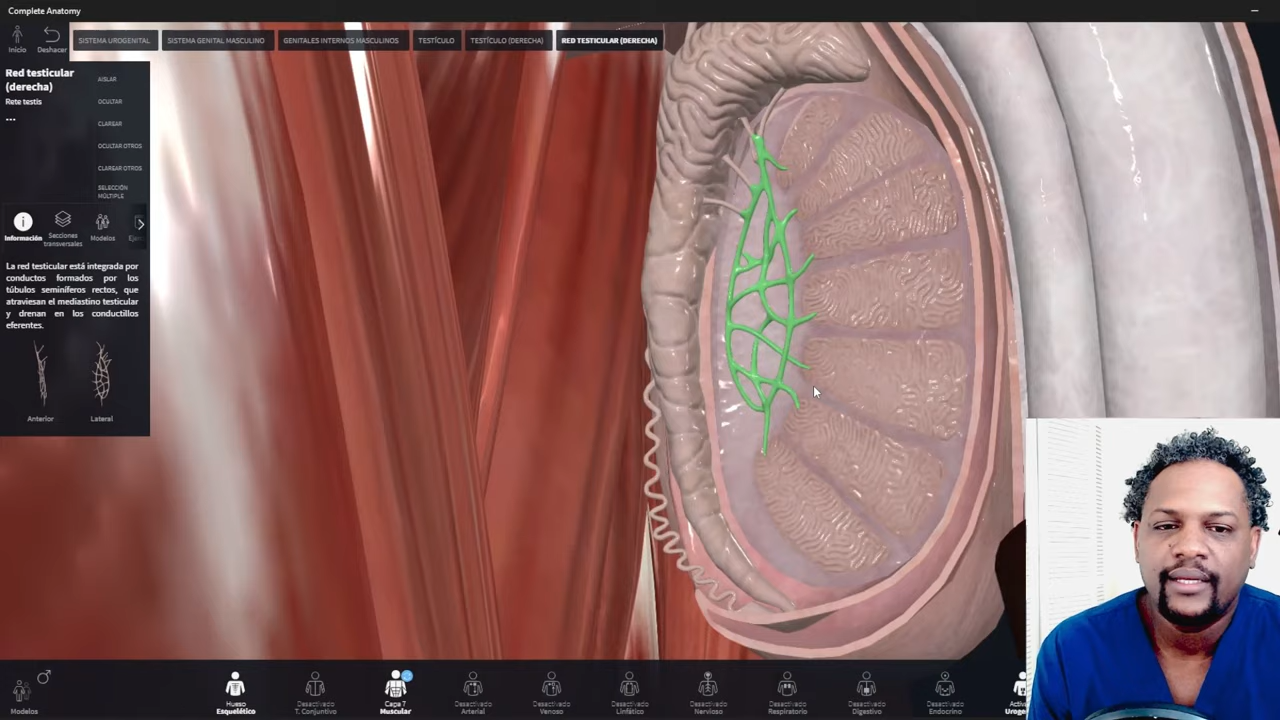 Complete Anatomy
Inicio
Deshacer
SISTEMA UROGENITAL
SISTEMA GENITAL MASCULINO
GENITALES INTERNOS MASCULINOS
TESTÍCULO
TESTÍCULO (DERECHA)
RED TESTICULAR (DERECHA)
Red testicular
(derecha)
Rete testis
...
AISLAR
OCULTAR
CLAREAR
OCULTAR OTROS
CLAREAR OTROS
SELECCIÓN
MÚLTIPLE
Información
Secciones
transversales
Modelos
La red testicular está integrada por
conductos formados por los
túbulos seminíferos rectos, que
atraviesan el mediastino testicular
y drenan en los conductillos
eferentes.
Anterior
Lateral
Modelos
Hueso
Esquelético
Desactivado
T. Conjuntivo
Capa 7
Muscular
Desactivado
Arterial
Desactivado
Venoso
Desactivado
Linfático
Desactivado
Nervioso
Desactivado
Respiratorio
Desactivado
Digestivo
Desactivado
Endocrino